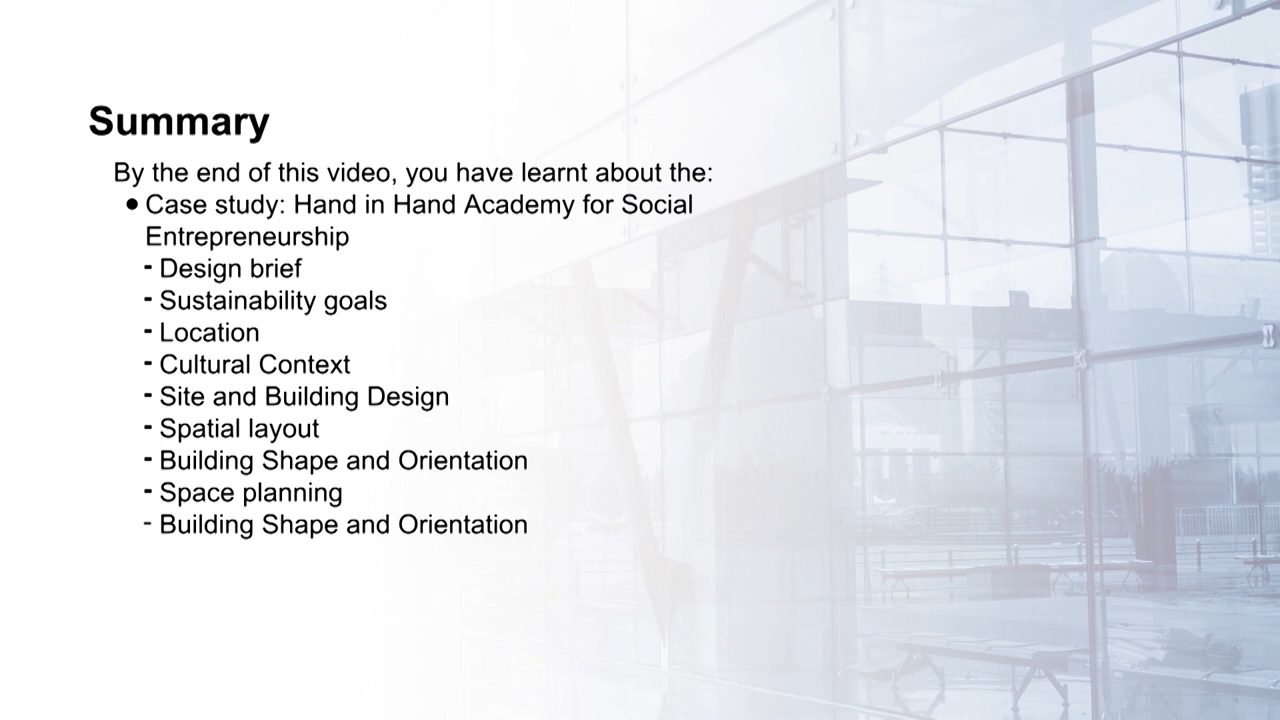 Summary
By the end of this video, you have learnt about the:
● Case study: Hand in Hand Academy for Social
Entrepreneurship
- Design brief
- Sustainability goals
- Location
- Cultural Context
- Site and Building Design
- Spatial layout
- Building Shape and Orientation
- Space planning
- Building Shape and Orientation